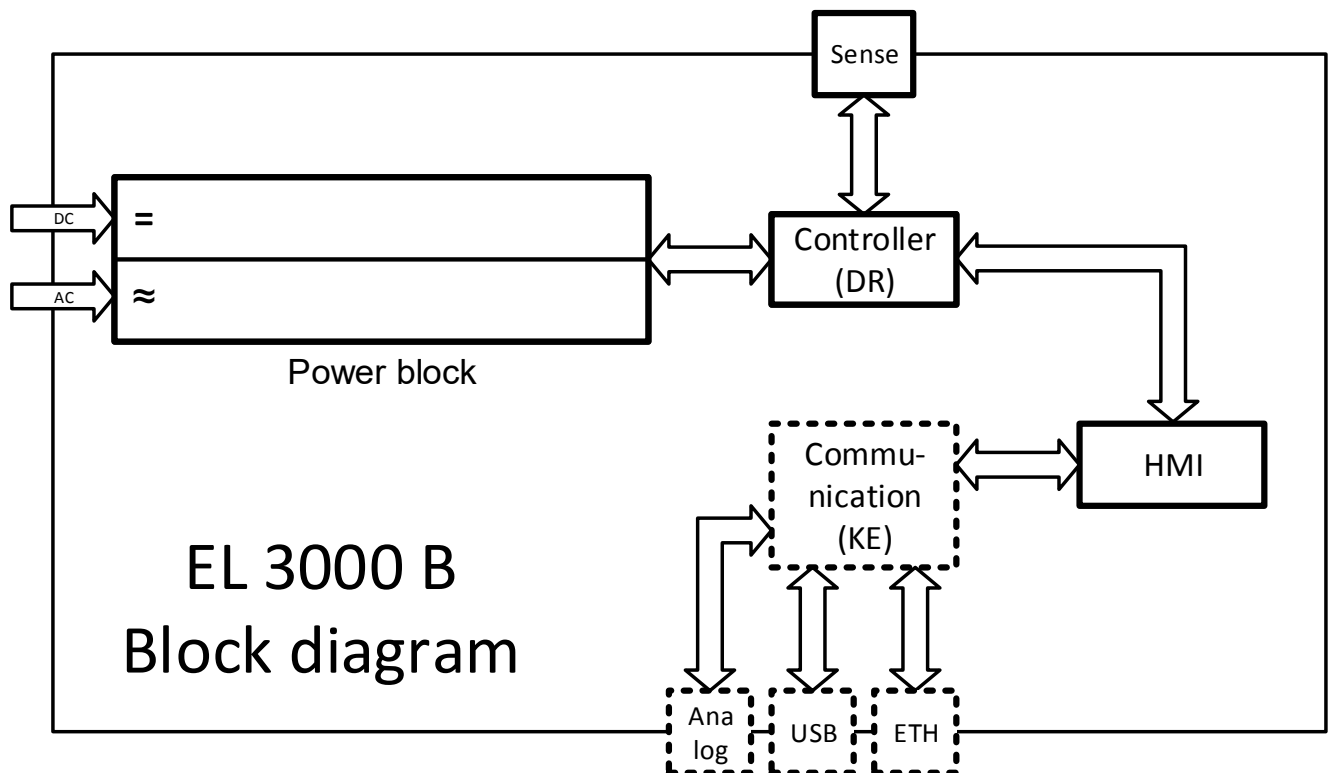 Sense
DC
=
Controller
(DR)
AC
≈
Power block
Commu-
nication
(KE)
HMI
EL 3000 B
Block diagram
Ana
log
USB
ETH